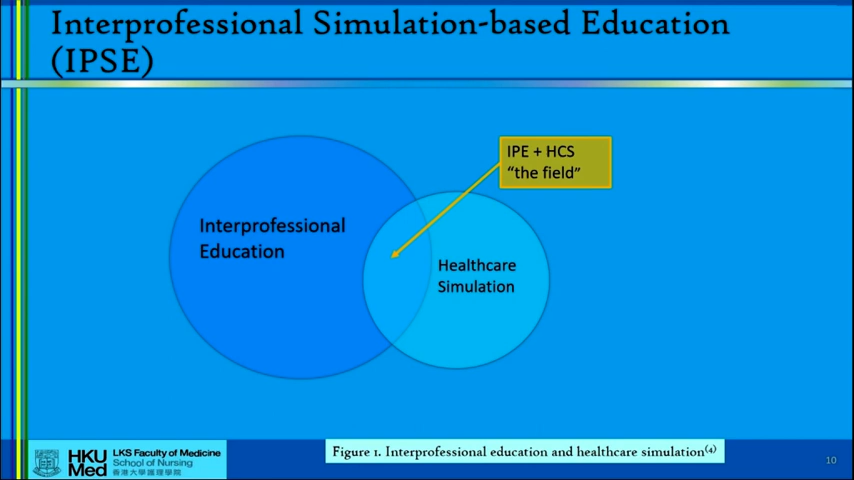 Interprofessional Simulation-based Education
(IPSE)
IPE + HCS
“the field”
Interprofessional
Education
Healthcare
Simulation
HKU
Med
LKS Faculty of Medicine
School of Nursing
香港大學護理學院
Figure 1. Interprofessional education and healthcare simulation(4)
10